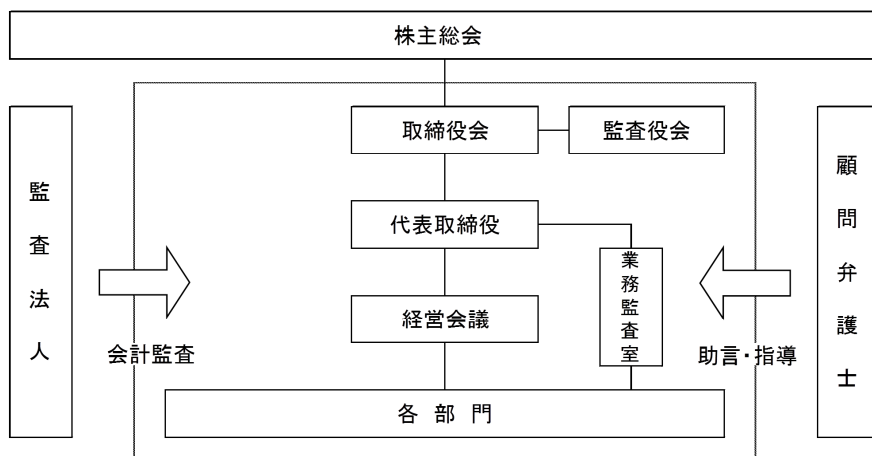 株主総会
取締役会
監査役会
監査法人
顧問弁護士
代表取締役
業務監査室
経営会議
会計監査
助言・指導
各部門